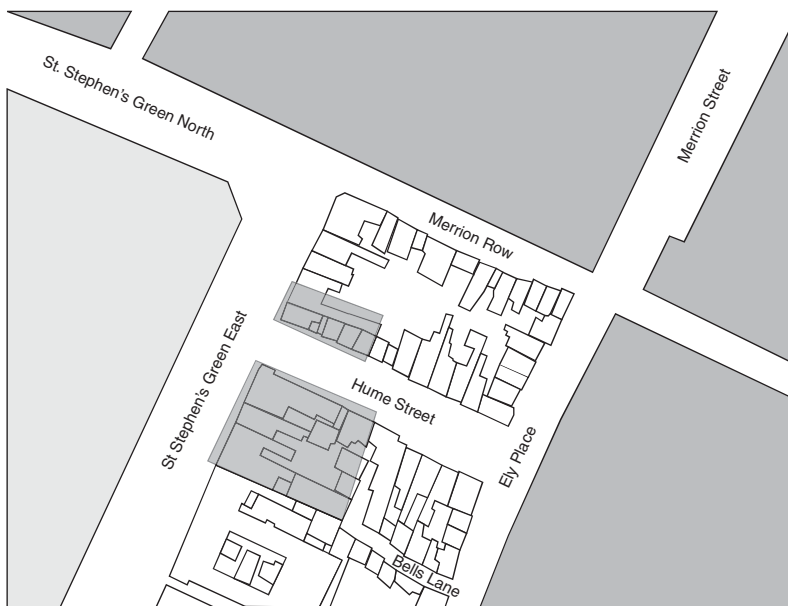 St. Stephen's Green North
Merrion Street
Merrion Row
St Stephen's Green East
Hume Street
Ely Place
Bells Lane